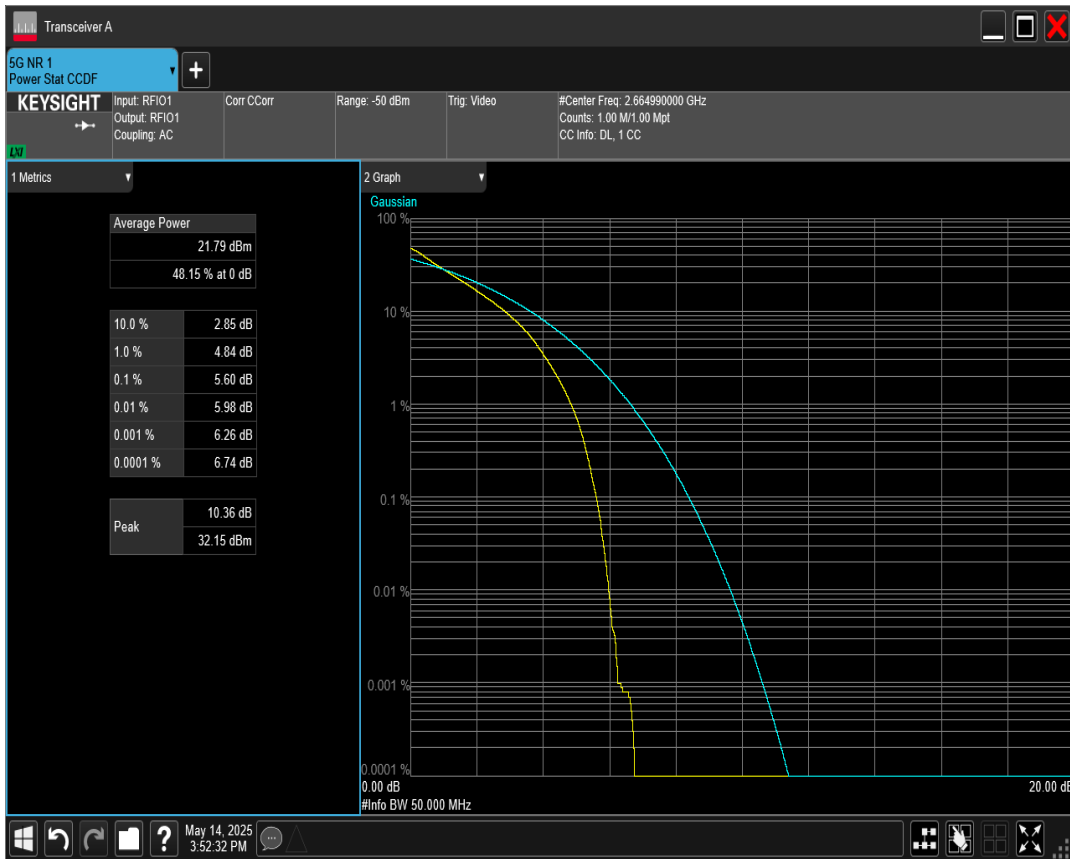 Transceiver A
5G NR 1
Power Stat CCDF
+
KEYSIGHT
LXI
Input: RFIO1
Output: RFIO1
Coupling: AC
Corr CCorr
Range: -50 dBm
Trig: Video
#Center Freq: 2.664990000 GHz
Counts: 1.00 M/1.00 Mpt
CC Info: DL, 1 CC
1 Metrics
Average Power
21.79 dBm
48.15 % at 0 dB
10.0 % 2.85 dB
1.0 % 4.84 dB
0.1 % 5.60 dB
0.01 % 5.98 dB
0.001 % 6.26 dB
0.0001 % 6.74 dB
Peak
10.36 dB
32.15 dBm
2 Graph
Gaussian
100 %
10 %
1 %
0.1 %
0.01 %
0.001 %
0.0001 %
0.00 dB
20.00 dB
#Info BW 50.000 MHz
?
May 14, 2025
3:52:32 PM